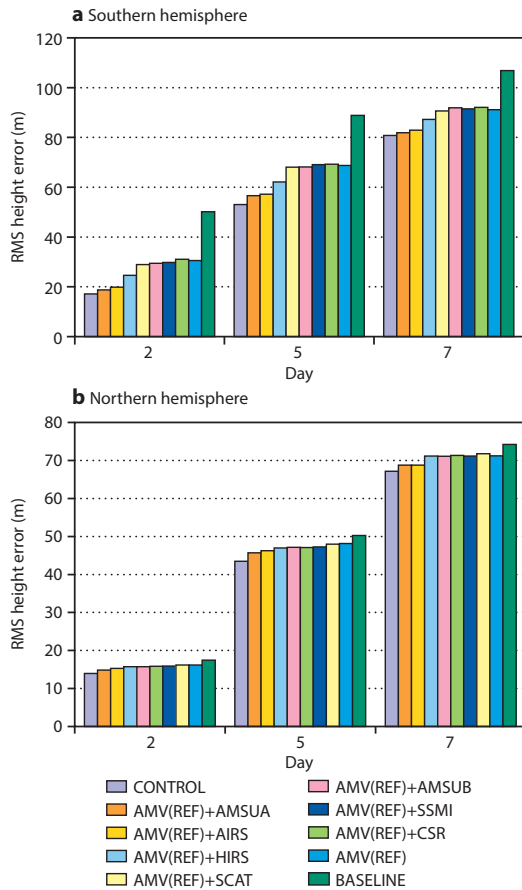 a Southern hemisphere
120
100
80
60
40
20
0
RMS height error (m)
2 5 7
Day
b Northern hemisphere
80
70
60
50
40
30
20
10
0
RMS height error (m)
2 5 7
Day
CONTROL
AMV(REF)+AMSUA
AMV(REF)+AIRS
AMV(REF)+HIRS
AMV(REF)+SCAT
AMV(REF)+AMSUB
AMV(REF)+SSMI
AMV(REF)+CSR
AMV(REF)
BASELINE